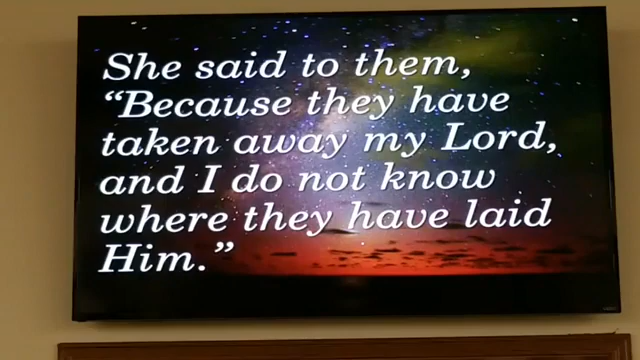 She said to them,
“Because they have
taken away my Lord,
and I do not know
where they have laid
Him.”